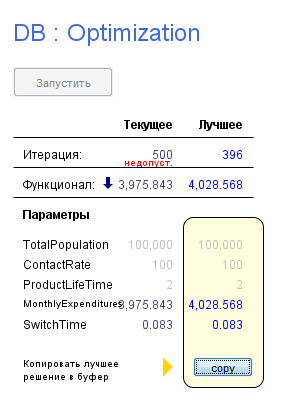 DB : Optimization
Запустить
Текущее Лучшее
Итерация: 500 396
недопуст.
Функционал: 3,975.843 4,028.568
Параметры
TotalPopulation 100,000 100,000
ContactRate 100 100
ProductLifeTime 2 2
MonthlyExpenditures 3,975.843 4,028.568
SwitchTime 0.083 0.083
Копировать лучшее
решение в буфер
copy